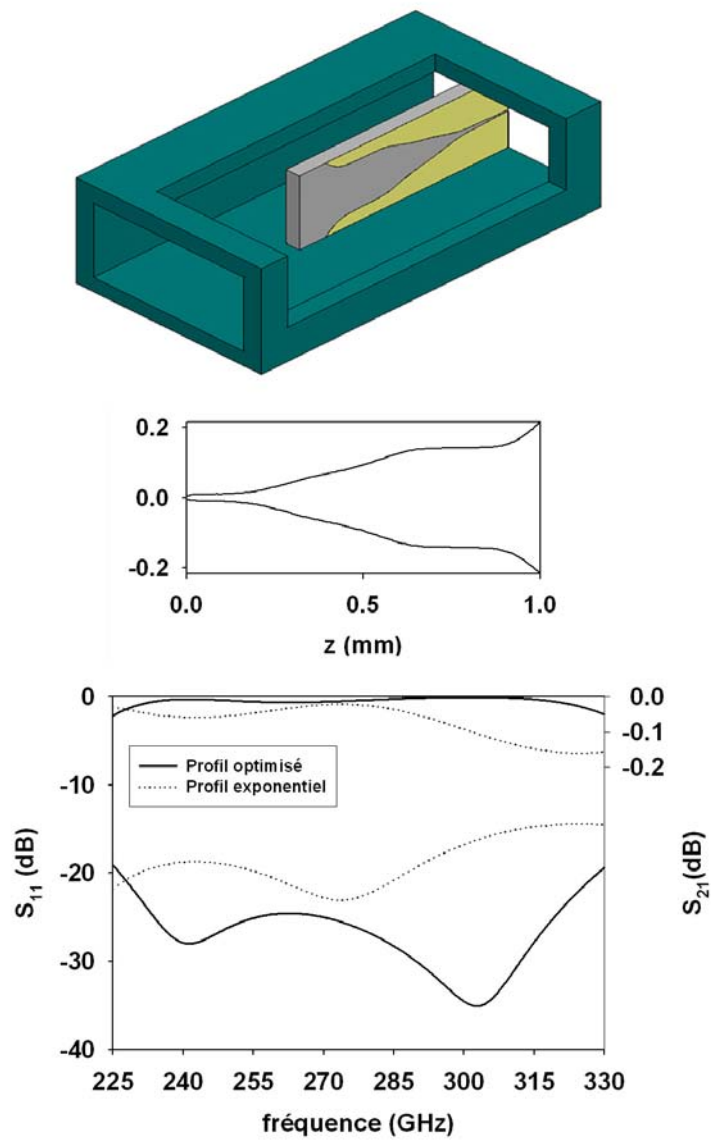 0.2
0.0
-0.2
0.0 0.5 1.0
z (mm)
0 0.0
-0.1
-0.2
Profil optimisé
Profil exponentiel
-10
-20
-30
-40
S11 (dB)
S21(dB)
225 240 255 270 285 300 315 330
fréquence (GHz)